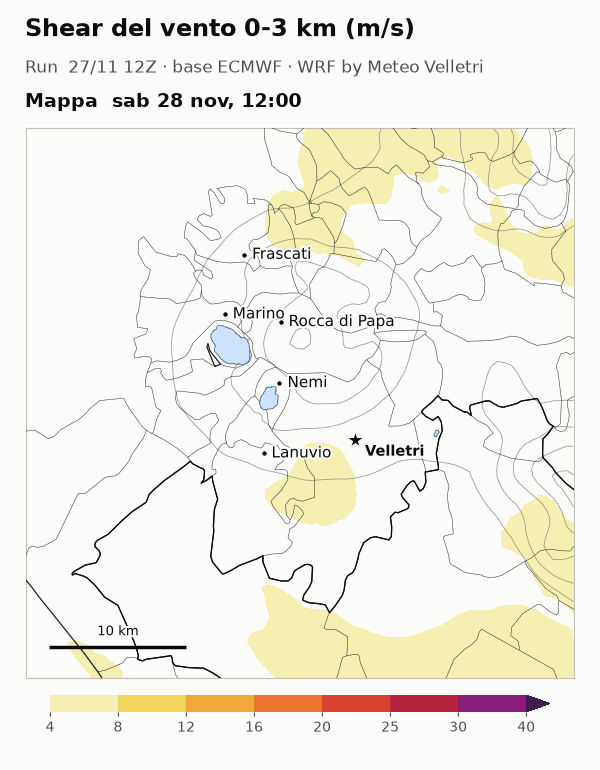 Shear del vento 0-3 km (m/s)
Run  27/11 12Z · base ECMWF · WRF by Meteo Velletri
Mappa  sab 28 nov, 12:00
Frascati
Marino
Rocca di Papa
Nemi
Velletri
Lanuvio
10 km
4 8 12 16 20 25 30 40